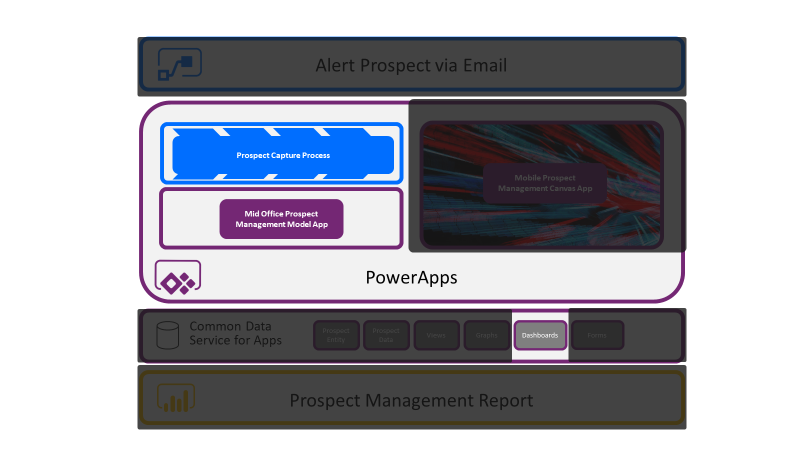 Alert Prospect via Email
Prospect Capture Process
Mobile Prospect
Management Canvas App
Mid Office Prospect
Management Model App
PowerApps
Common Data
Service for Apps
Prospect
Entity
Prospect
Data
Views
Graphs
Dashboards
Forms
Prospect Management Report